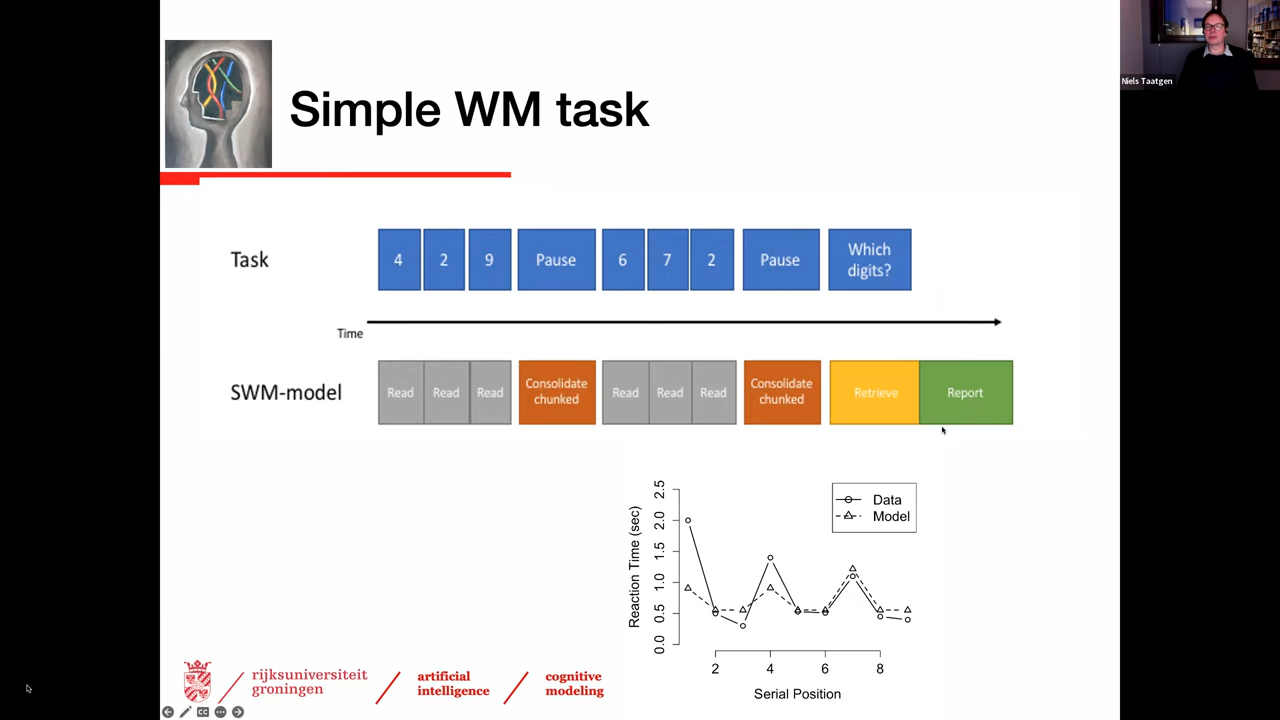 Niels Taatgen
Simple WM task
Task
4
2
9
Pause
6
7
2
Pause
Which
digits?
Time
SWM-model
Read
Read
Read
Consolidate
chunked
Read
Read
Read
Consolidate
chunked
Retrieve
Report
Data
Model
Reaction Time (sec)
2.5
2.0
1.5
1.0
0.5
0.0
2
4
6
8
Serial Position
rijksuniversiteit
groningen
artificial
intelligence
cognitive
modeling
CC